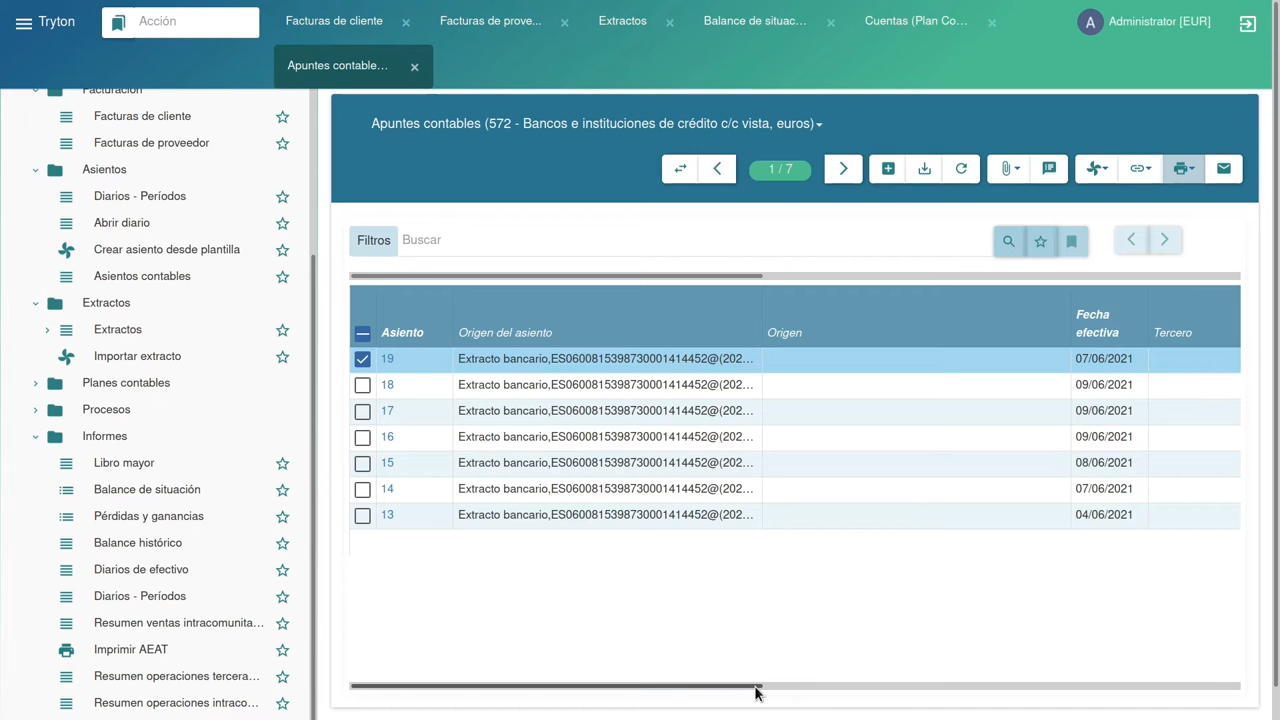 Tryton
Acción
Facturas de cliente
Facturas de prove...
Extractos
Balance de situac...
Cuentas (Plan Co...
A
Administrator [EUR]
Apuntes contable...
Facturación
Facturas de cliente
Facturas de proveedor
Asientos
Diarios - Períodos
Abrir diario
Crear asiento desde plantilla
Asientos contables
Extractos
Extractos
Importar extracto
Planes contables
Procesos
Informes
Libro mayor
Balance de situación
Pérdidas y ganancias
Balance histórico
Diarios de efectivo
Diarios - Períodos
Resumen ventas intracomunita...
Imprimir AEAT
Resumen operaciones tercera...
Resumen operaciones intraco...
Apuntes contables (572 - Bancos e instituciones de crédito c/c vista, euros)
1 / 7
Filtros Buscar
Asiento Origen del asiento Origen Fecha efectiva Tercero
19 Extracto bancario,ES0600815398730001414452@(202... 07/06/2021
18 Extracto bancario,ES0600815398730001414452@(202... 09/06/2021
17 Extracto bancario,ES0600815398730001414452@(202... 09/06/2021
16 Extracto bancario,ES0600815398730001414452@(202... 09/06/2021
15 Extracto bancario,ES0600815398730001414452@(202... 08/06/2021
14 Extracto bancario,ES0600815398730001414452@(202... 07/06/2021
13 Extracto bancario,ES0600815398730001414452@(202... 04/06/2021